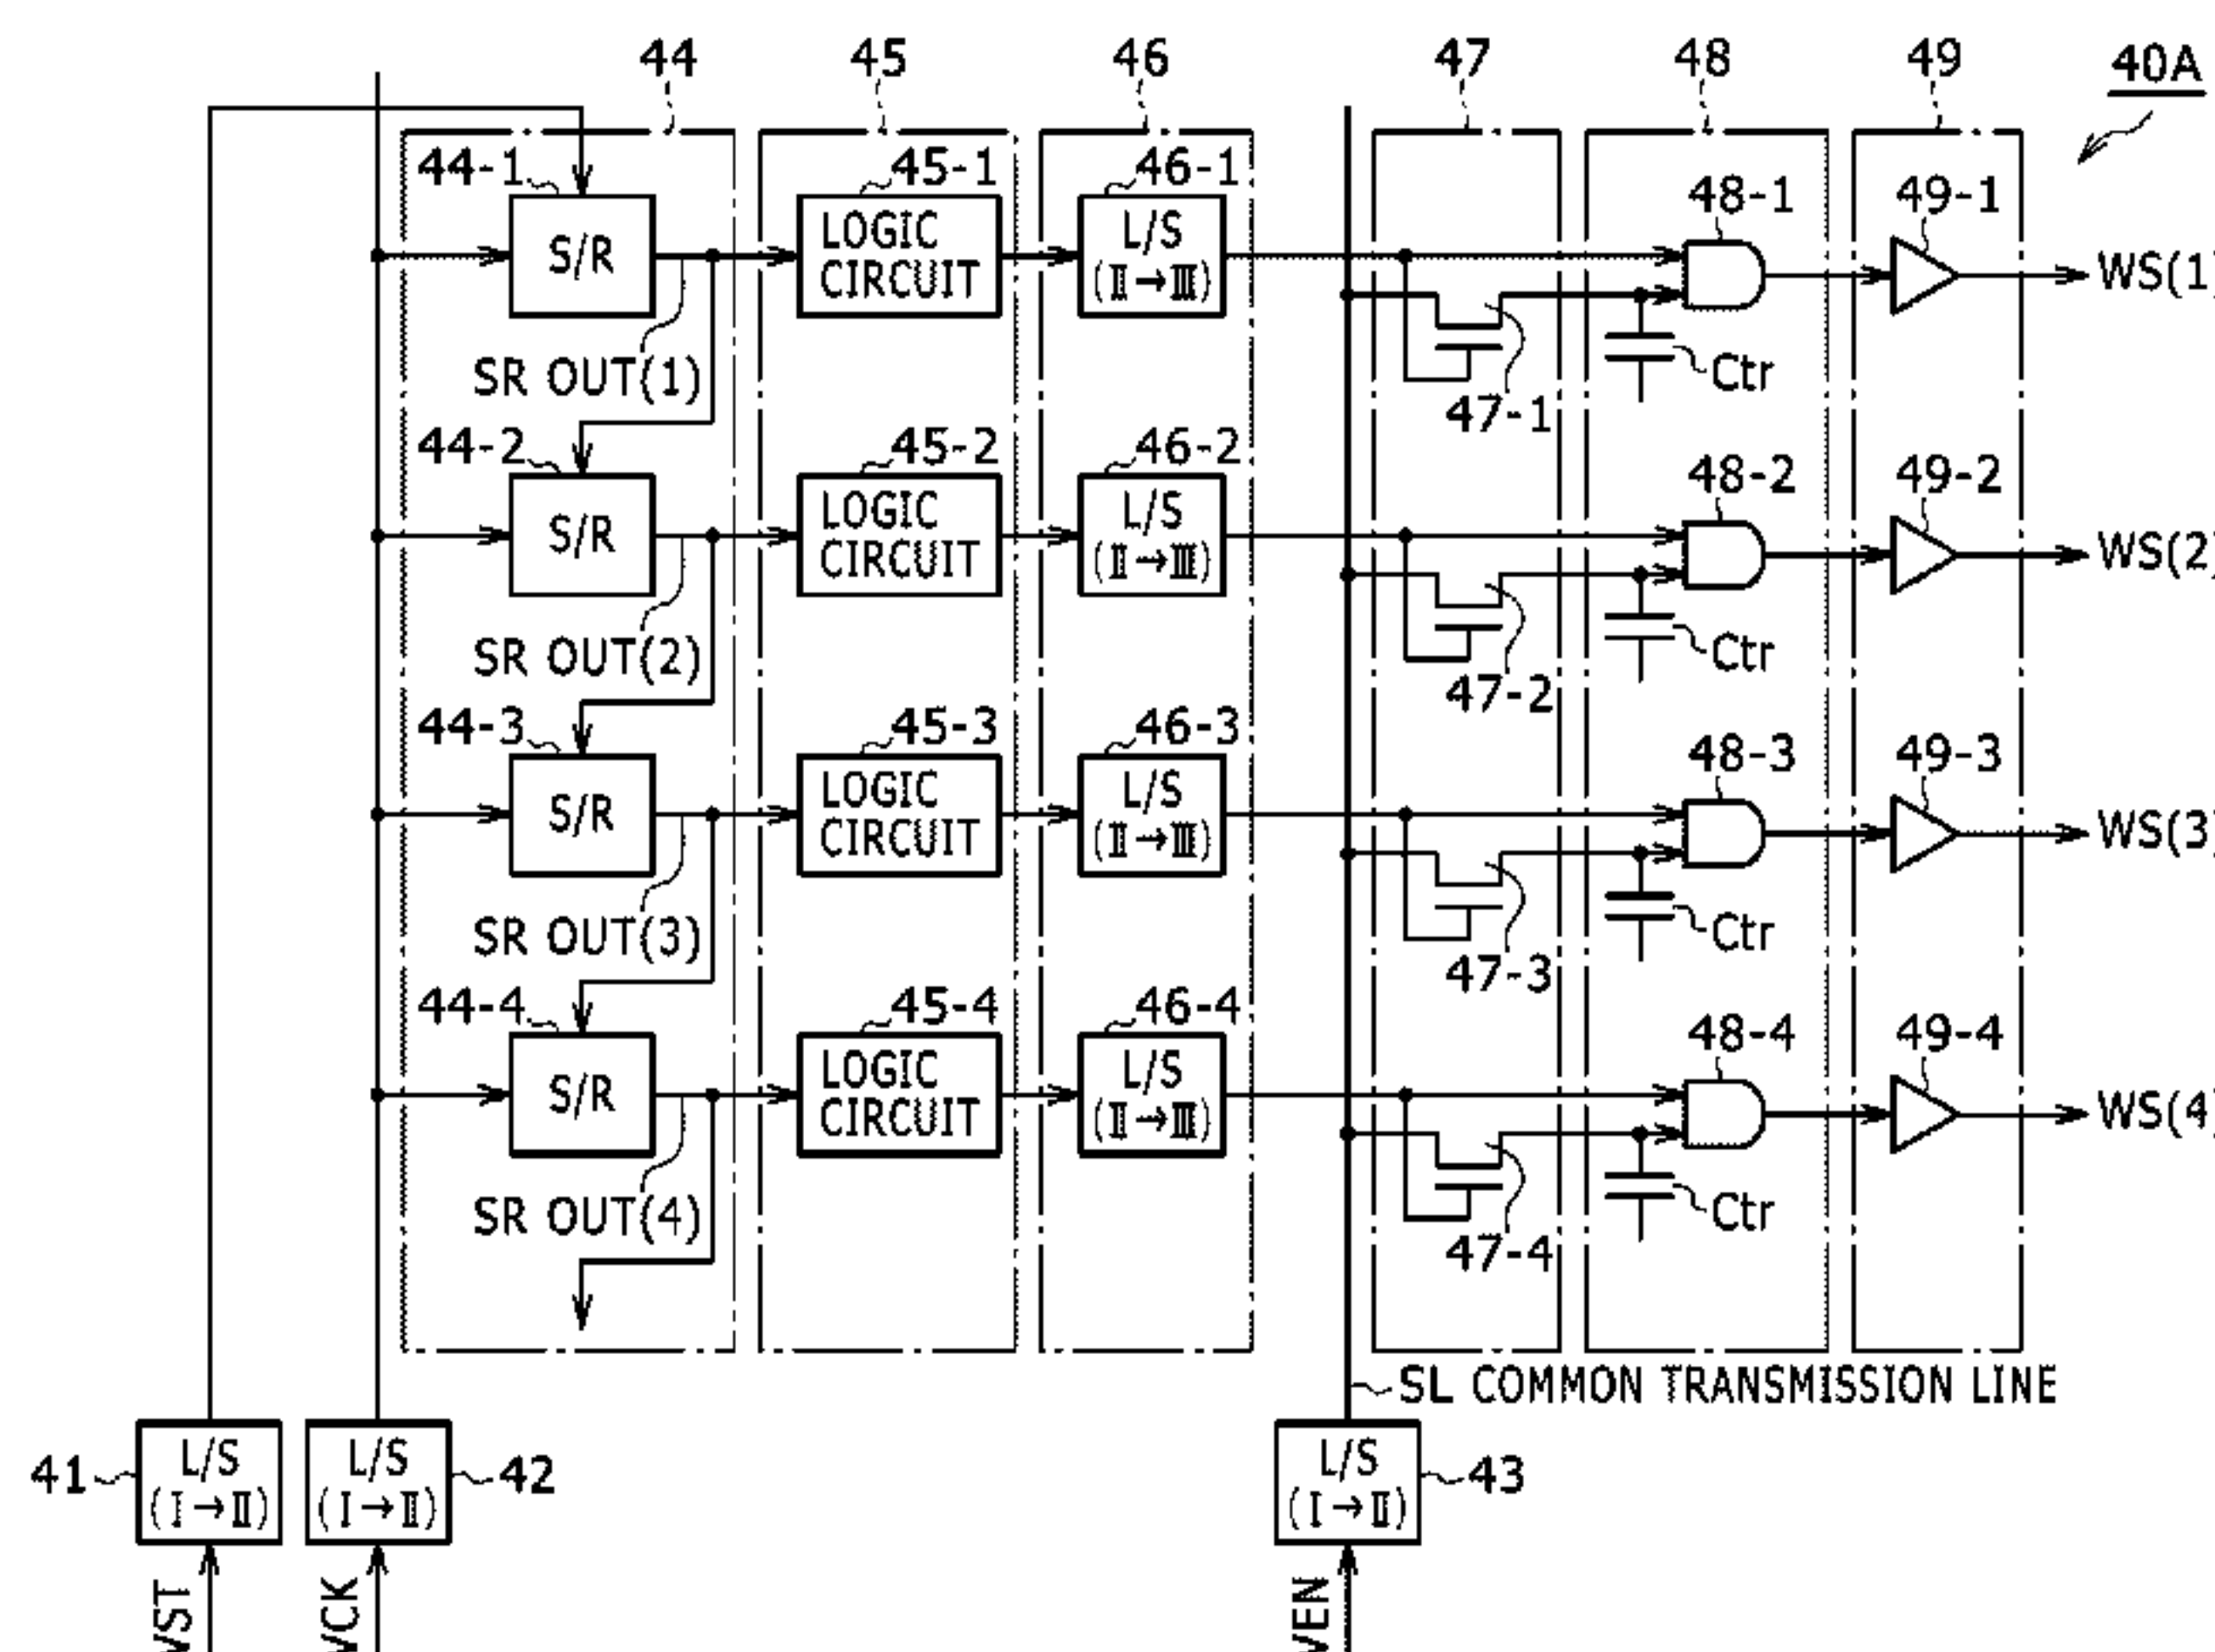 44 45 46 47 48 49 40A
44-1 45-1 46-1 48-1 49-1
S/R LOGIC CIRCUIT L/S (Ⅱ→Ⅲ) WS(1)
SR OUT(1) Ctr
47-1
44-2 45-2 46-2 48-2 49-2
S/R LOGIC CIRCUIT L/S (Ⅱ→Ⅲ) WS(2)
SR OUT(2) Ctr
47-2
44-3 45-3 46-3 48-3 49-3
S/R LOGIC CIRCUIT L/S (Ⅱ→Ⅲ) WS(3)
SR OUT(3) Ctr
47-3
44-4 45-4 46-4 48-4 49-4
S/R LOGIC CIRCUIT L/S (Ⅱ→Ⅲ) WS(4)
SR OUT(4) Ctr
47-4
SL COMMON TRANSMISSION LINE
41 L/S (Ⅰ→Ⅱ) L/S (Ⅰ→Ⅱ) 42 L/S (Ⅰ→Ⅱ) 43
VST VCK VEN